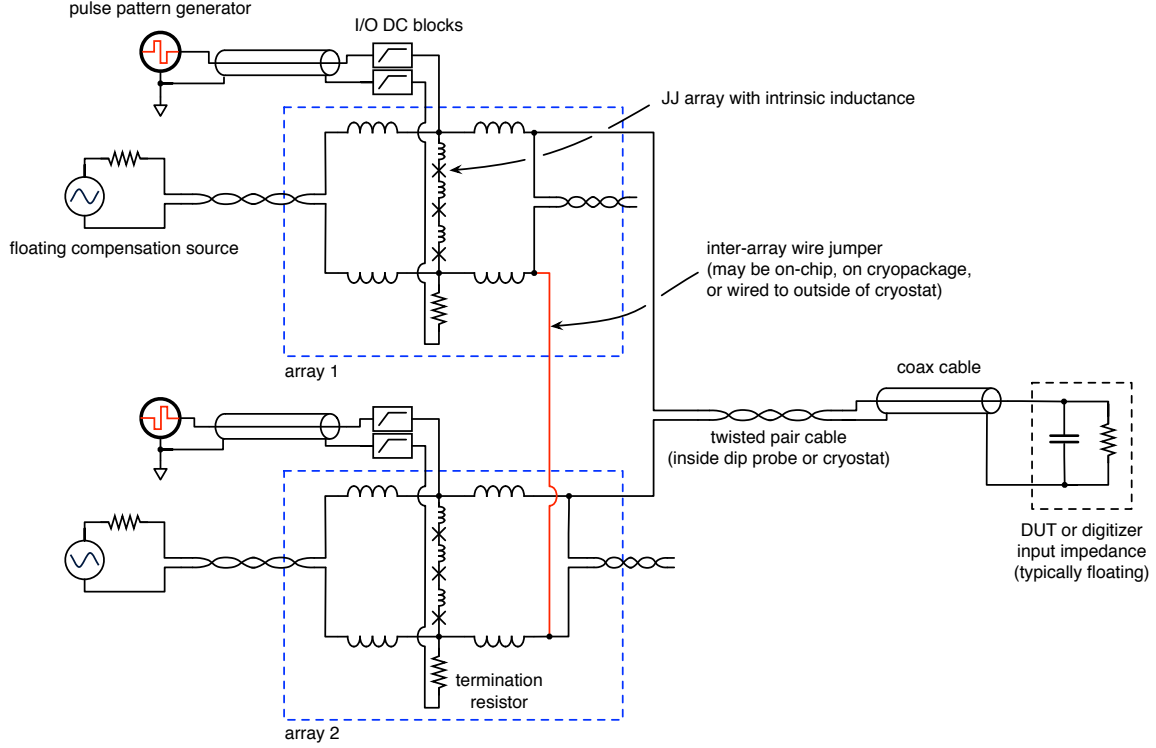 pulse pattern generator
I/O DC blocks
JJ array with intrinsic inductance
floating compensation source
inter-array wire jumper
(may be on-chip, on cryopackage,
or wired to outside of cryostat)
array 1
coax cable
twisted pair cable
(inside dip probe or cryostat)
DUT or digitizer
input impedance
(typically floating)
termination
resistor
array 2